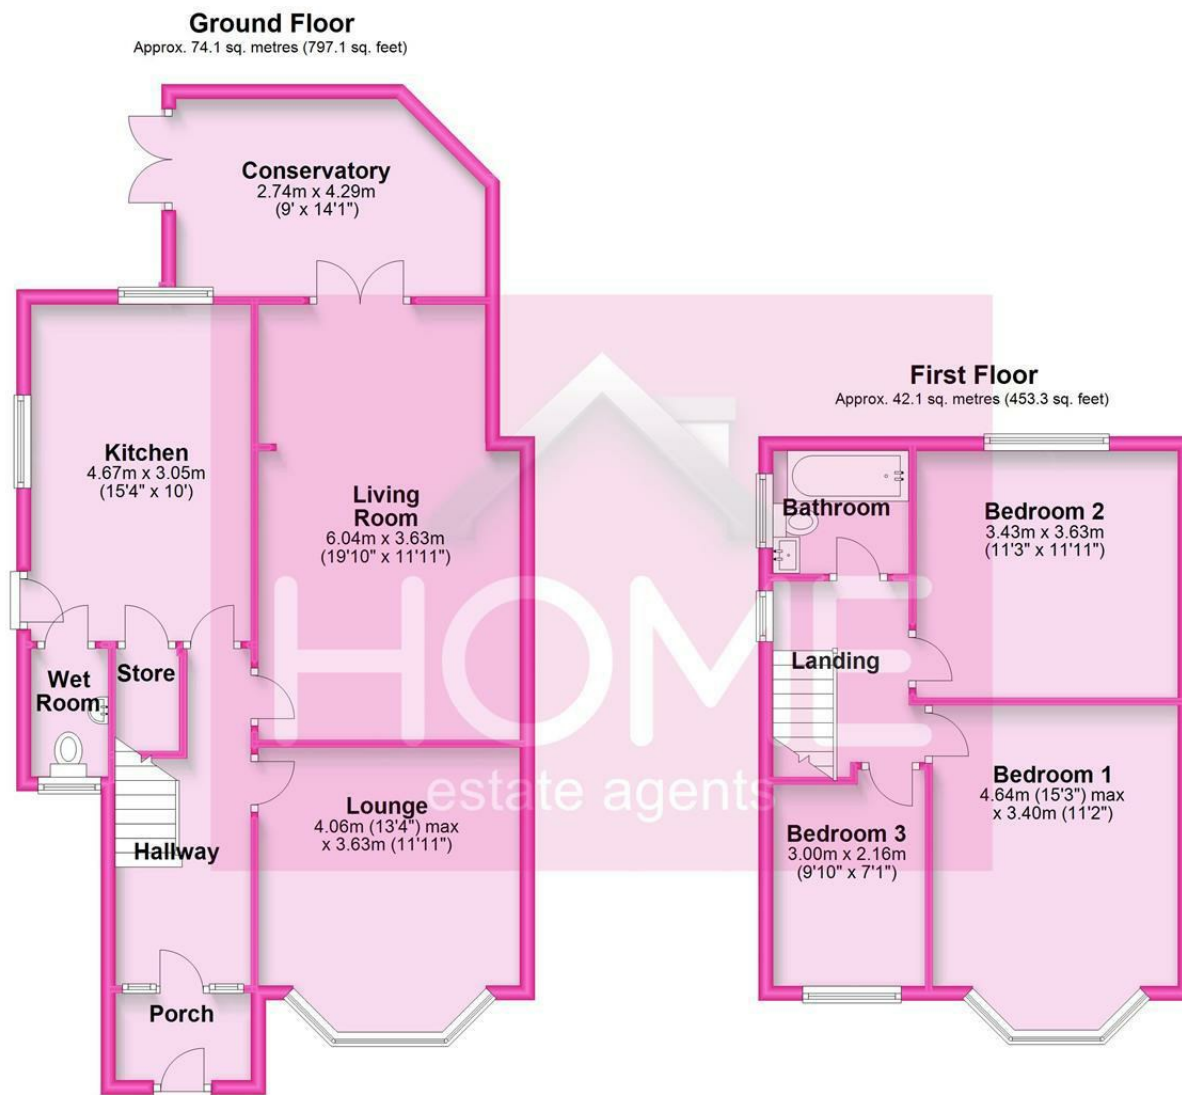 Ground Floor
Approx. 74.1 sq. metres (797.1 sq. feet)
Conservatory
2.74m x 4.29m
(9' x 14'1")
Kitchen
4.67m x 3.05m
(15'4" x 10')
Living
Room
6.04m x 3.63m
(19'10" x 11'11")
Wet
Room
Store
Lounge
4.06m (13'4") max
x 3.63m (11'11")
Hallway
Porch
First Floor
Approx. 42.1 sq. metres (453.3 sq. feet)
Bathroom
Bedroom 2
3.43m x 3.63m
(11'3" x 11'11")
Landing
Bedroom 1
4.64m (15'3") max
x 3.40m (11'2")
Bedroom 3
3.00m x 2.16m
(9'10" x 7'1")
HOME
estate agents